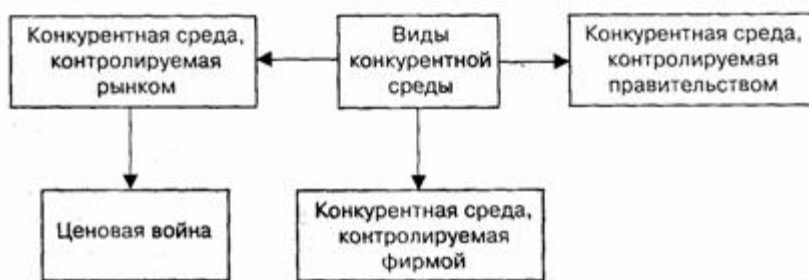 Конкурентная среда,
контролируемая
рынком
Виды
конкурентной
среды
Конкурентная среда,
контролируемая
правительством
Ценовая война
Конкурентная среда,
контролируемая
фирмой